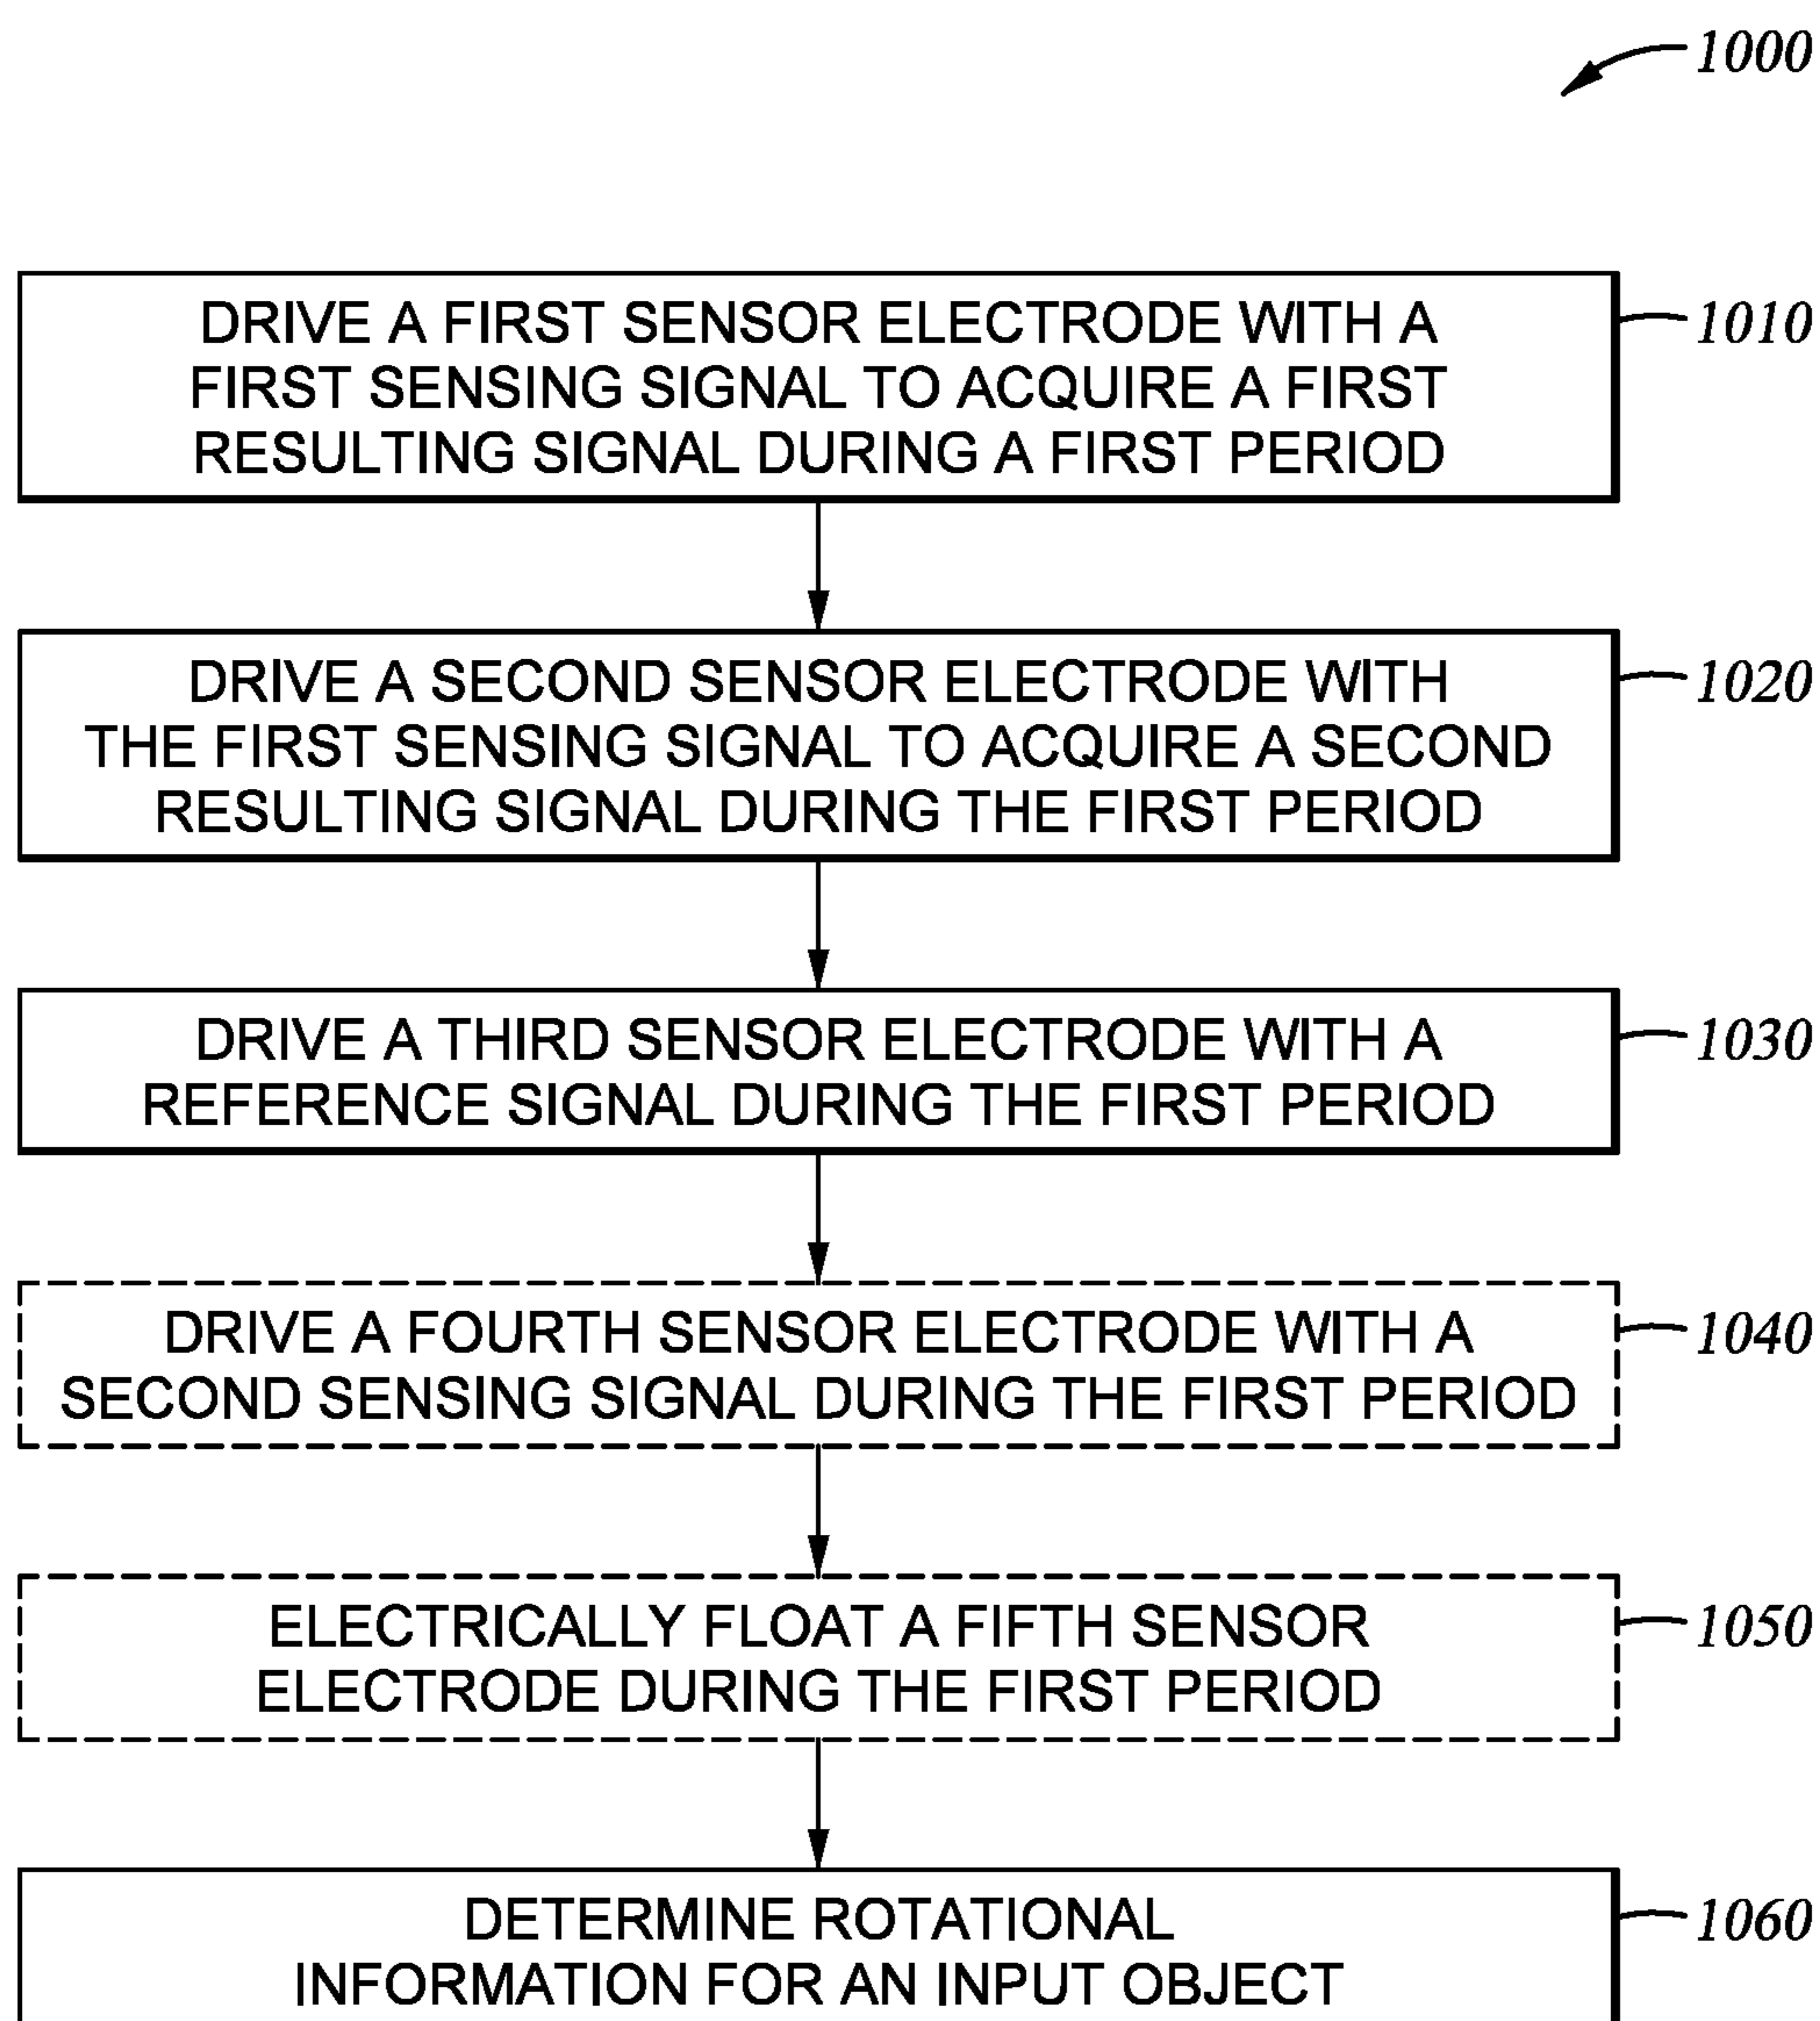 1000
DRIVE A FIRST SENSOR ELECTRODE WITH A
FIRST SENSING SIGNAL TO ACQUIRE A FIRST
RESULTING SIGNAL DURING A FIRST PERIOD
1010
DRIVE A SECOND SENSOR ELECTRODE WITH
THE FIRST SENSING SIGNAL TO ACQUIRE A SECOND
RESULTING SIGNAL DURING THE FIRST PERIOD
1020
DRIVE A THIRD SENSOR ELECTRODE WITH A
REFERENCE SIGNAL DURING THE FIRST PERIOD
1030
DRIVE A FOURTH SENSOR ELECTRODE WITH A
SECOND SENSING SIGNAL DURING THE FIRST PERIOD
1040
ELECTRICALLY FLOAT A FIFTH SENSOR
ELECTRODE DURING THE FIRST PERIOD
1050
DETERMINE ROTATIONAL
INFORMATION FOR AN INPUT OBJECT
1060